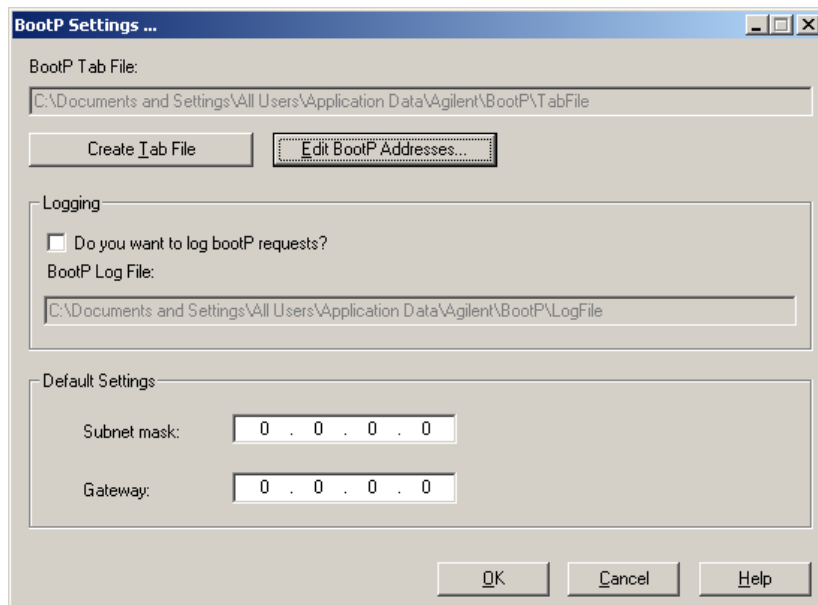 BootP Settings ...
BootP Tab File:
C:\Documents and Settings\All Users\Application Data\Agilent\BootP\TabFile
Create Tab File
Edit BootP Addresses...
Logging
Do you want to log bootP requests?
BootP Log File:
C:\Documents and Settings\All Users\Application Data\Agilent\BootP\LogFile
Default Settings
Subnet mask: 0 . 0 . 0 . 0
Gateway: 0 . 0 . 0 . 0
OK Cancel Help